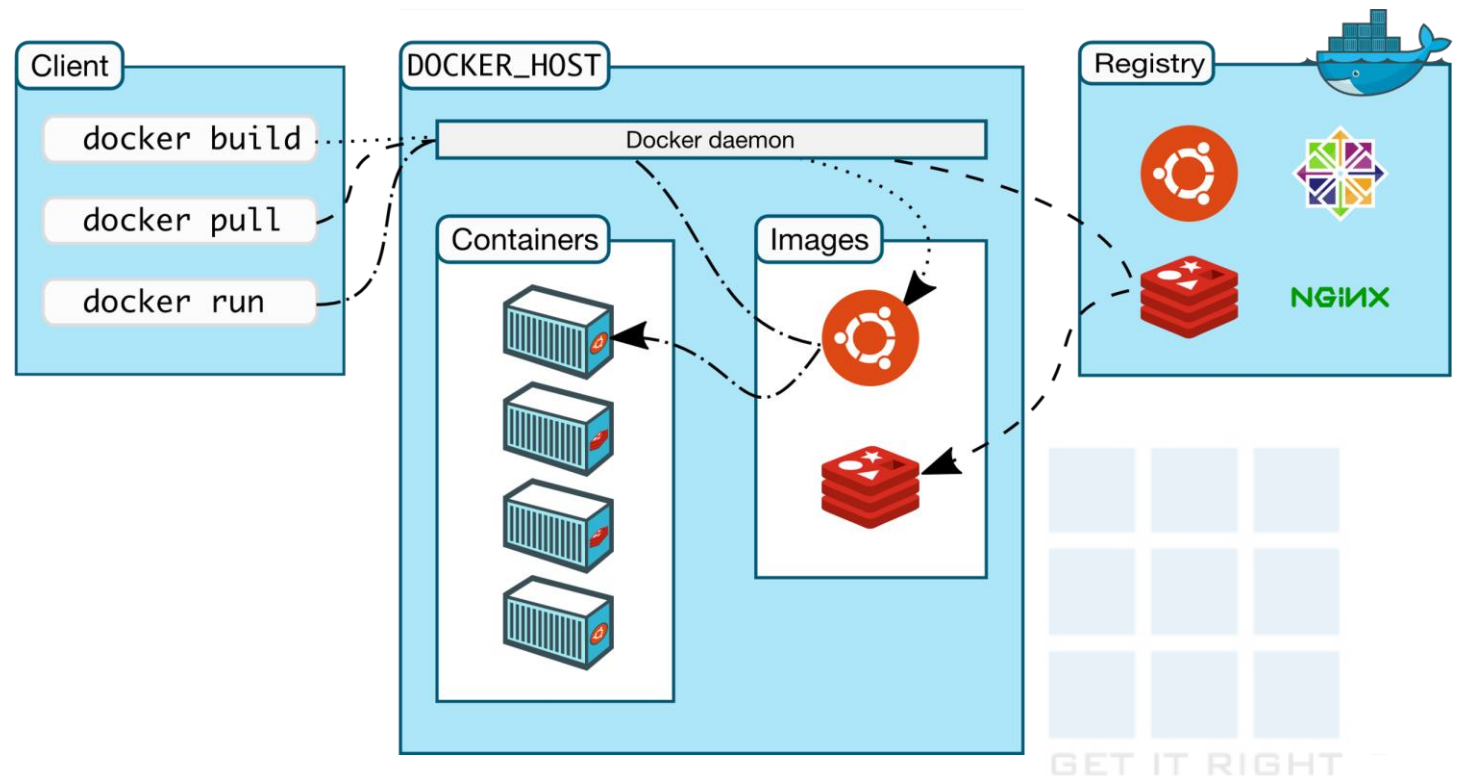 Client
docker build
docker pull
docker run
DOCKER_HOST
Docker daemon
Containers
Images
Registry
NGINX
GET IT RIGHT